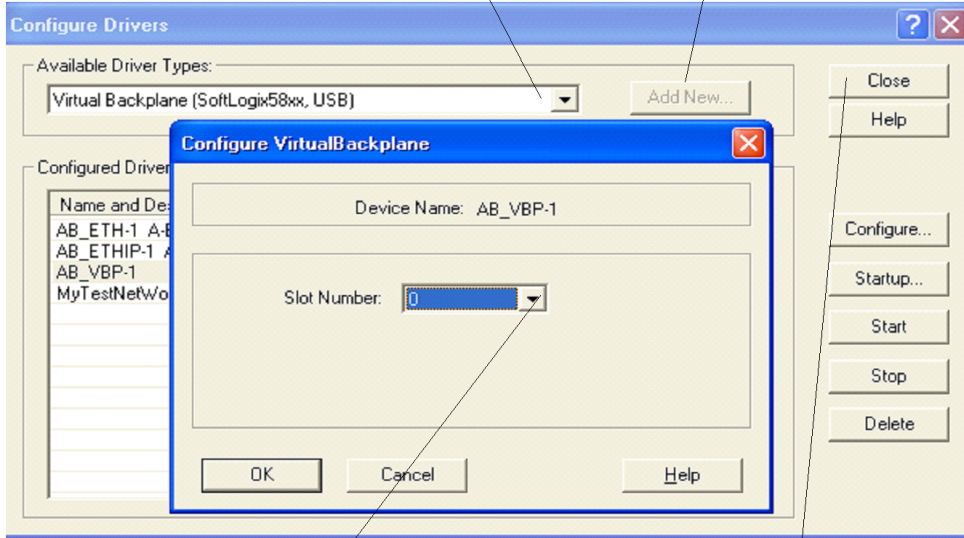 Configure Drivers
Available Driver Types:
Virtual Backplane (SoftLogix58xx, USB)
Add New...
Close
Help
Configure VirtualBackplane
Configured Driver
Device Name: AB_VBP-1
Name and De
AB_ETH-1 A-B
AB_ETHIP-1
AB_VBP-1
MyTestNetWo
Slot Number: 0
Configure...
Startup...
Start
Stop
Delete
OK
Cancel
Help